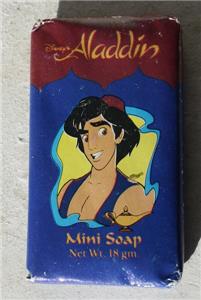 Disney's
Aladdin
Mini Soap
Net Wt. 18 gm